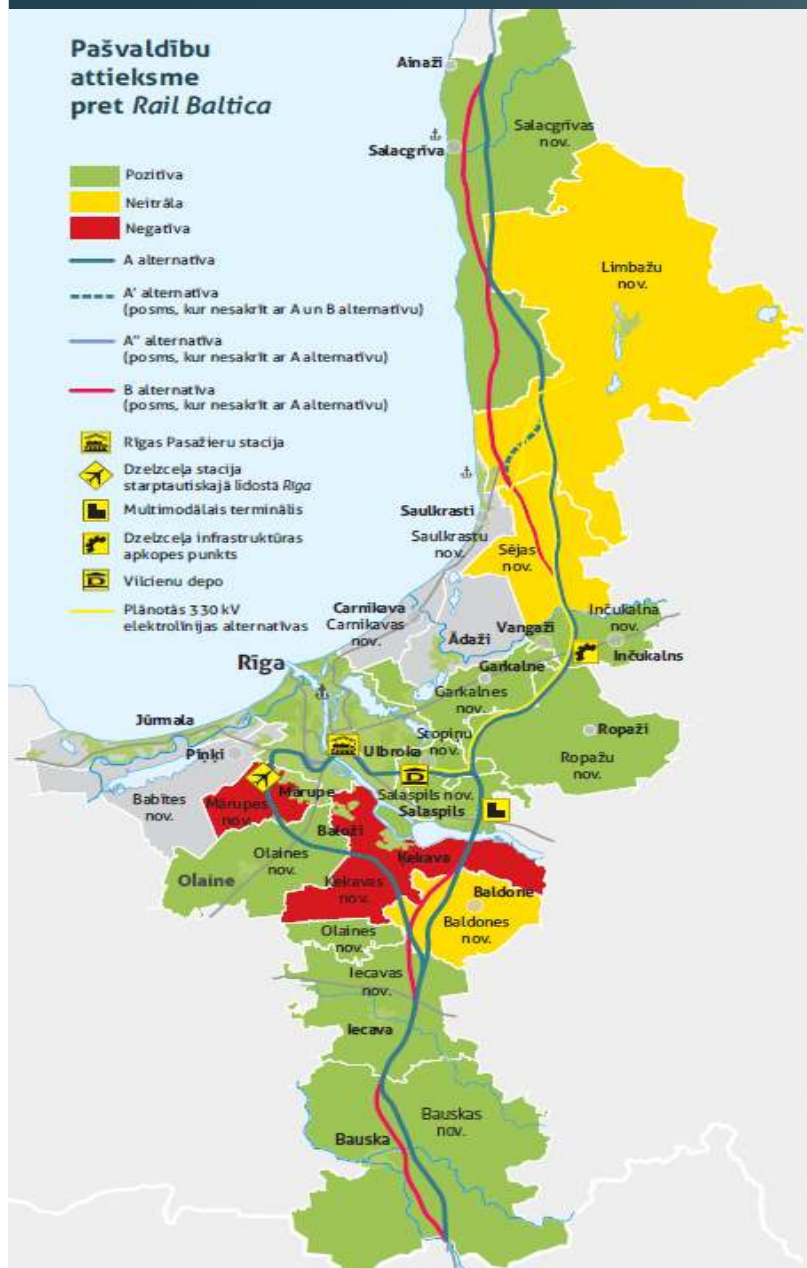 Pašvaldību
attieksme
pret Rail Baltica
Pozitīva
Neitrāla
Negatīva
A alternatīva
A' alternatīva
(posms, kur nesakrīt ar A un B alternatīvu)
A'' alternatīva
(posms, kur nesakrīt ar A alternatīvu)
B alternatīva
(posms, kur nesakrīt ar A alternatīvu)
Rīgas Pasažieru stacija
Dzelzceļa stacija
starptautiskajā lidostā Rīga
Multimodālais terminālis
Dzelzceļa infrastruktūras
apkopes punkts
Vilcienu depo
Plānotās 330 kV
elektrolīnijas alternatīvas
Ainaži
Salacgrīvas
nov.
Salacgrīva
Limbažu
nov.
Saulkrasti
Saulkrastu
nov.
Sējas
nov.
Carnikava
Carnikavas
nov.
Ādaži
Vangaži
Inčukalna
nov.
Inčukalns
Garkalne
Garkalnes
nov.
Rīga
Jūrmala
Piņķi
Ulbroka
Stopiņu
nov.
Ropaži
Ropažu
nov.
Babītes
nov.
Mārupe
Mārupes
nov.
Salaspils nov.
Salaspils
Baloži
Olaines
nov.
Olaine
Ķekava
Ķekavas
nov.
Baldone
Baldones
nov.
Olaines
nov.
Iecavas
nov.
Iecava
Bauskas
nov.
Bauska